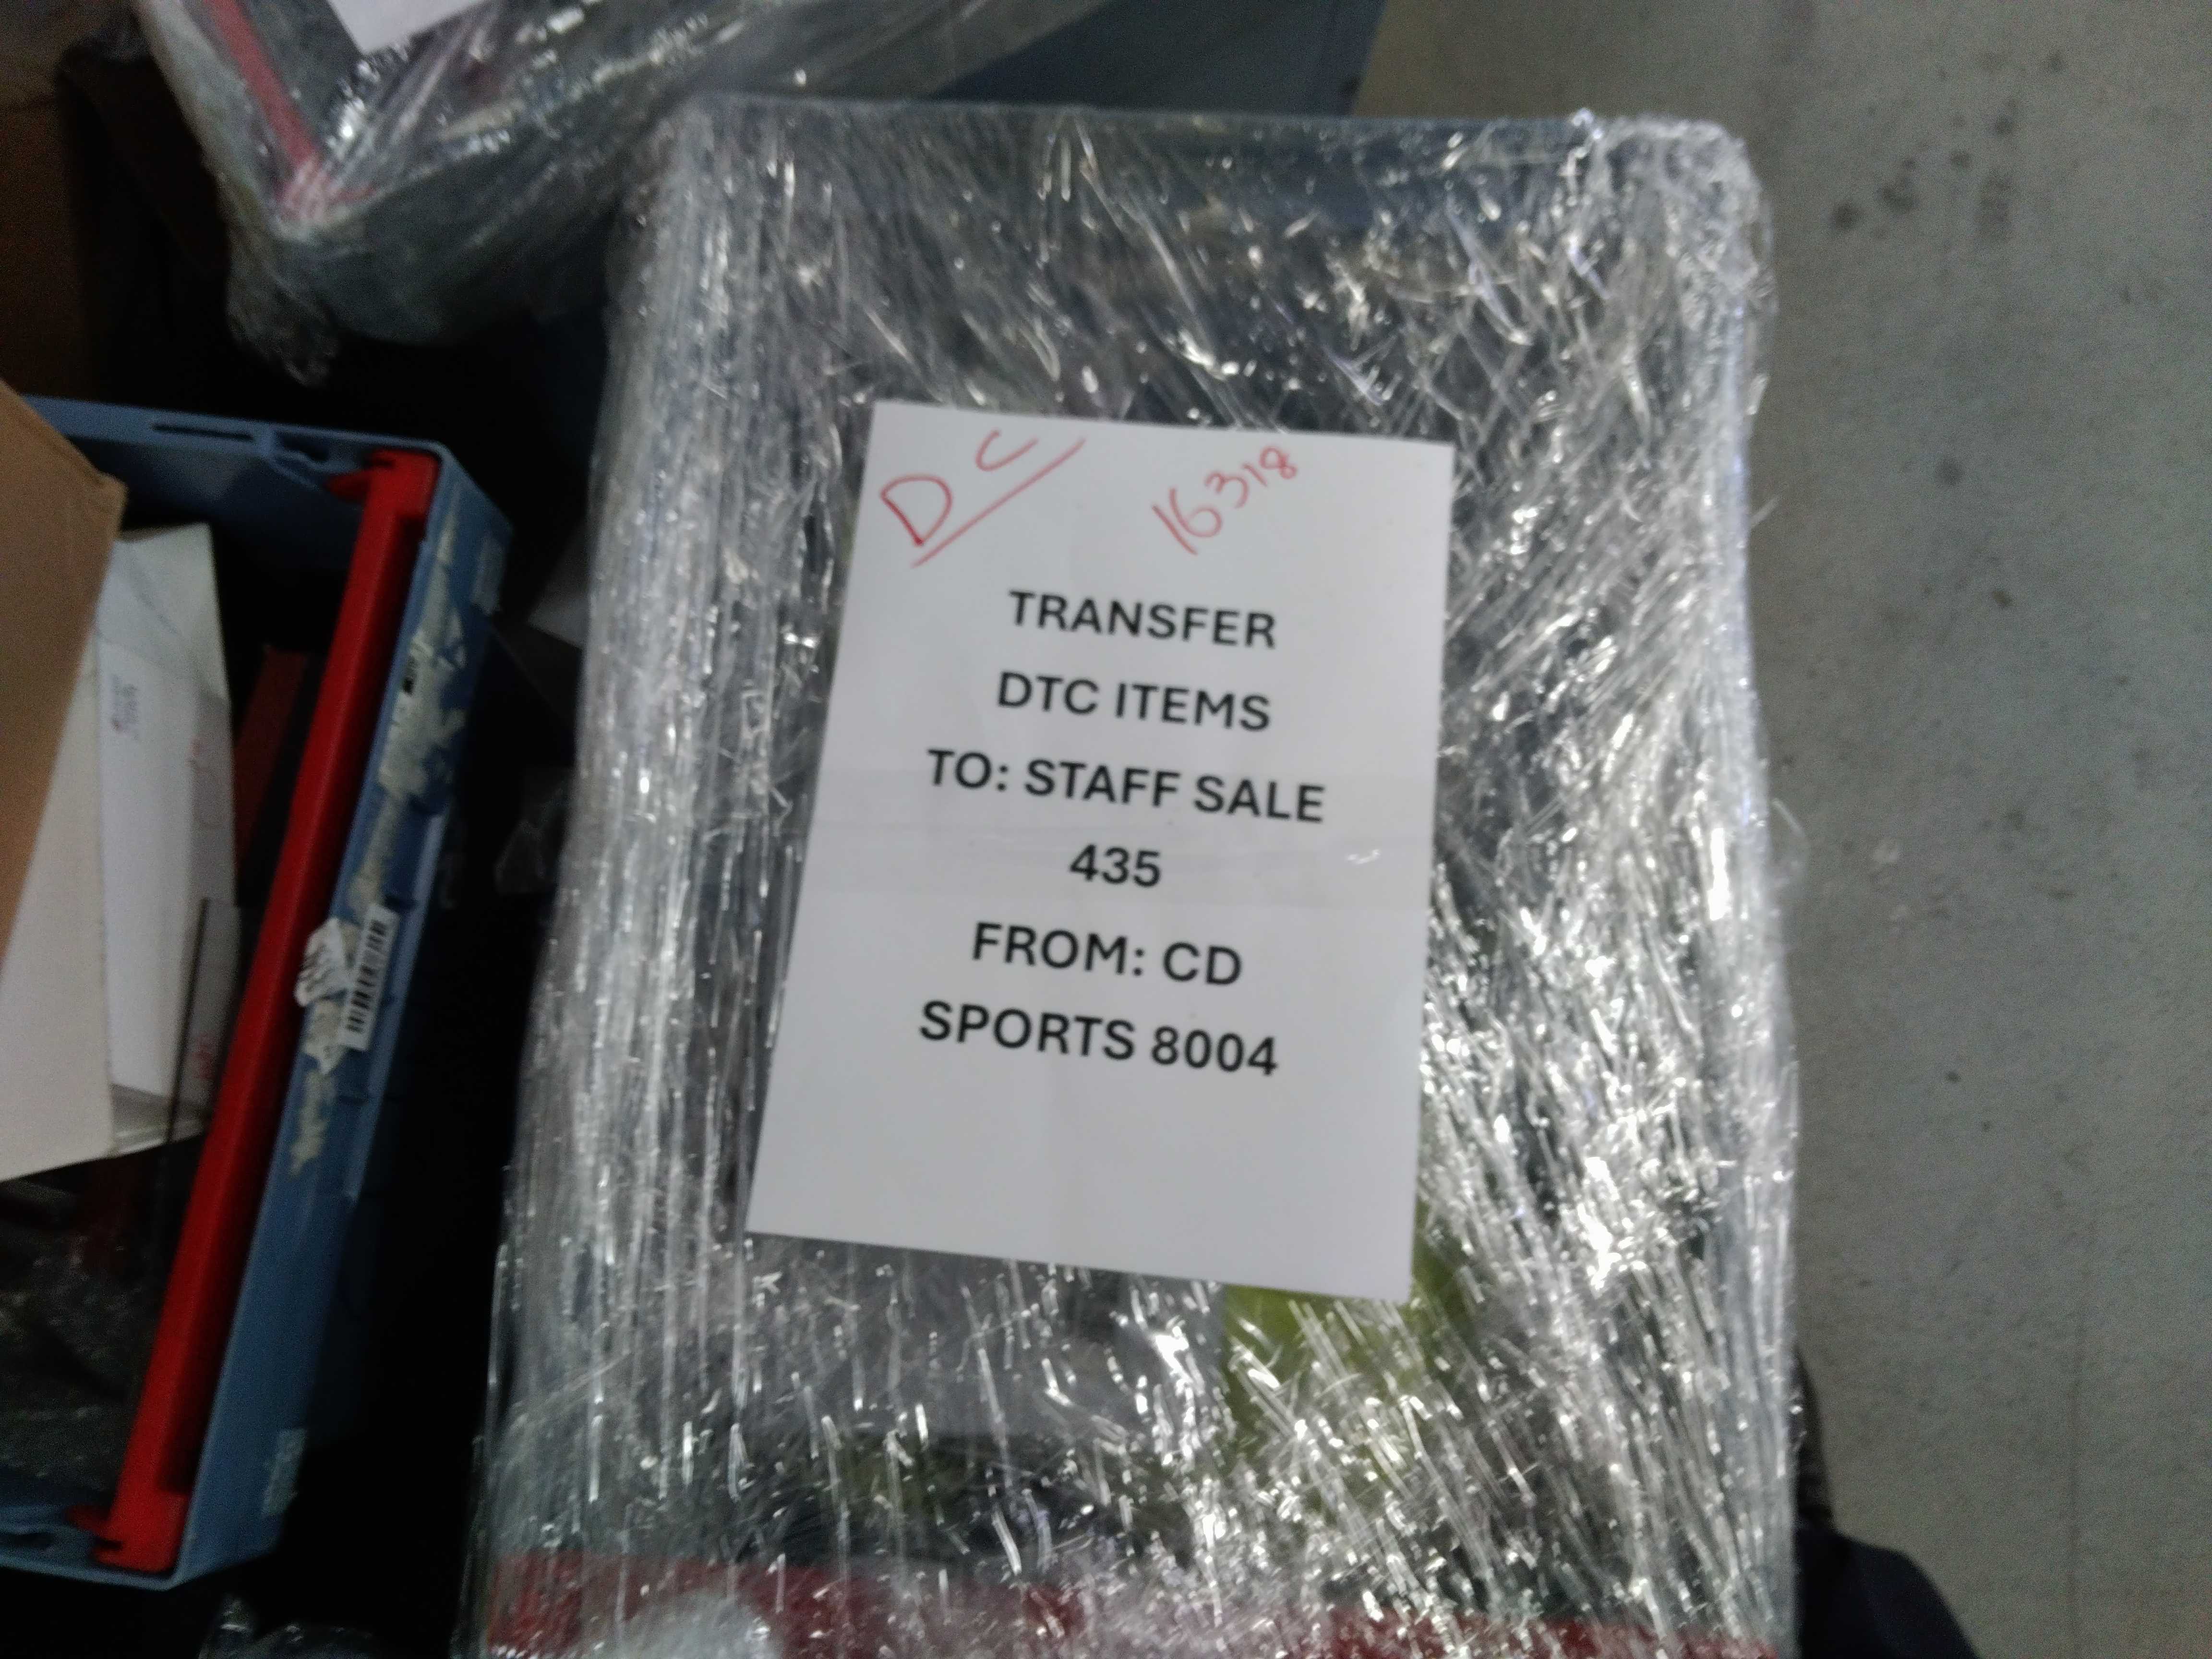 DC
16318
TRANSFER
DTC ITEMS
TO: STAFF SALE
435
FROM: CD
SPORTS 8004